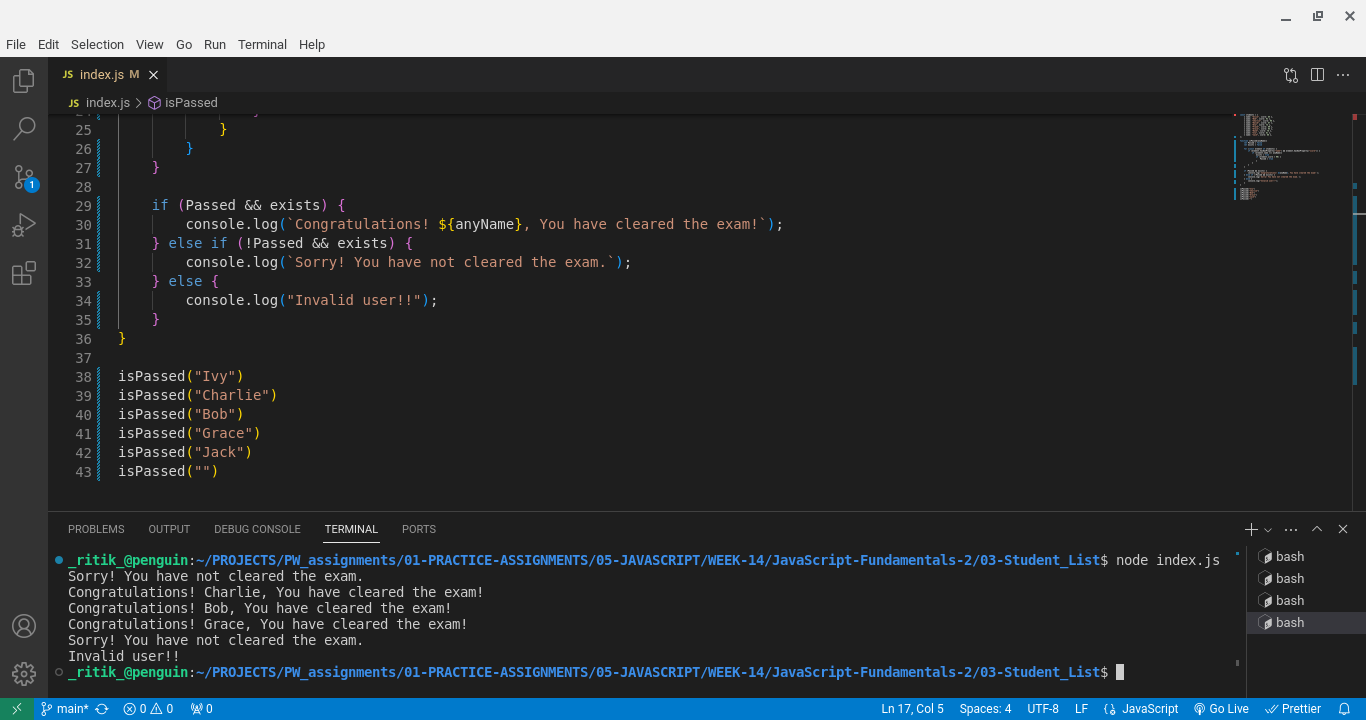 File Edit Selection View Go Run Terminal Help
JS index.js M
JS index.js > isPassed
25 }
26 }
27 }
28
29 if (Passed && exists) {
30 console.log(`Congratulations! ${anyName}, You have cleared the exam!`);
31 } else if (!Passed && exists) {
32 console.log(`Sorry! You have not cleared the exam.`);
33 } else {
34 console.log("Invalid user!!");
35 }
36 }
37
38 isPassed("Ivy")
39 isPassed("Charlie")
40 isPassed("Bob")
41 isPassed("Grace")
42 isPassed("Jack")
43 isPassed("")
1
PROBLEMS OUTPUT DEBUG CONSOLE TERMINAL PORTS
_ritik_@penguin:~/PROJECTS/PW_assignments/01-PRACTICE-ASSIGNMENTS/05-JAVASCRIPT/WEEK-14/JavaScript-Fundamentals-2/03-Student_List$ node index.js
Sorry! You have not cleared the exam.
Congratulations! Charlie, You have cleared the exam!
Congratulations! Bob, You have cleared the exam!
Congratulations! Grace, You have cleared the exam!
Sorry! You have not cleared the exam.
Invalid user!!
_ritik_@penguin:~/PROJECTS/PW_assignments/01-PRACTICE-ASSIGNMENTS/05-JAVASCRIPT/WEEK-14/JavaScript-Fundamentals-2/03-Student_List$
bash
bash
bash
bash
main* 0 0 0 Ln 17, Col 5 Spaces: 4 UTF-8 LF {} JavaScript Go Live Prettier